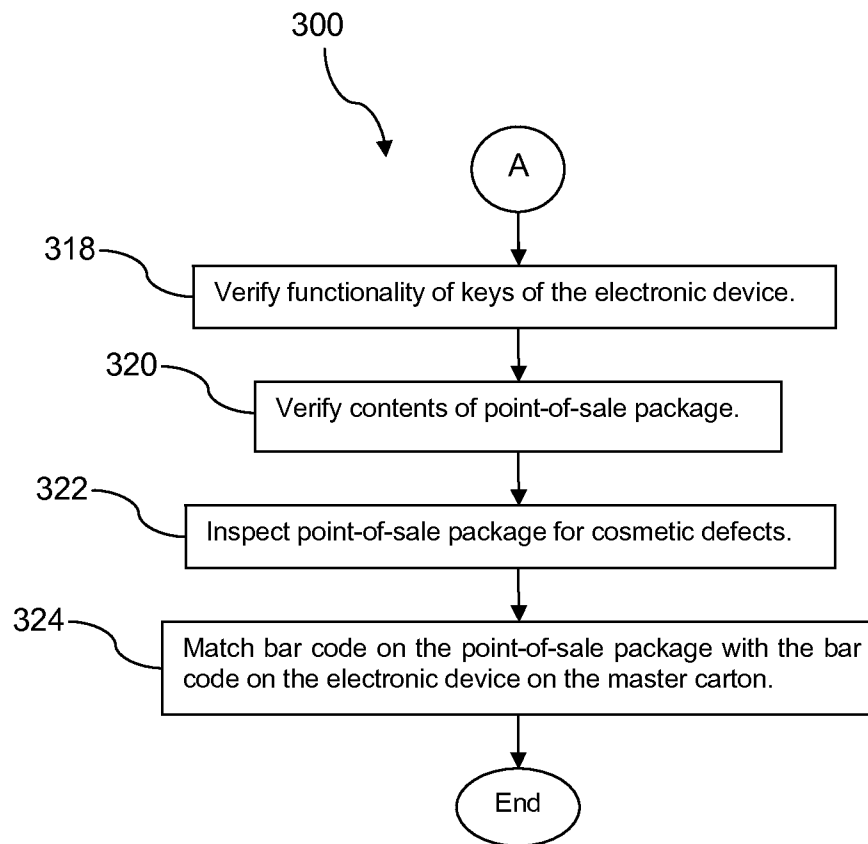 300
A
318
Verify functionality of keys of the electronic device.
320
Verify contents of point-of-sale package.
322
Inspect point-of-sale package for cosmetic defects.
324
Match bar code on the point-of-sale package with the bar
code on the electronic device on the master carton.
End